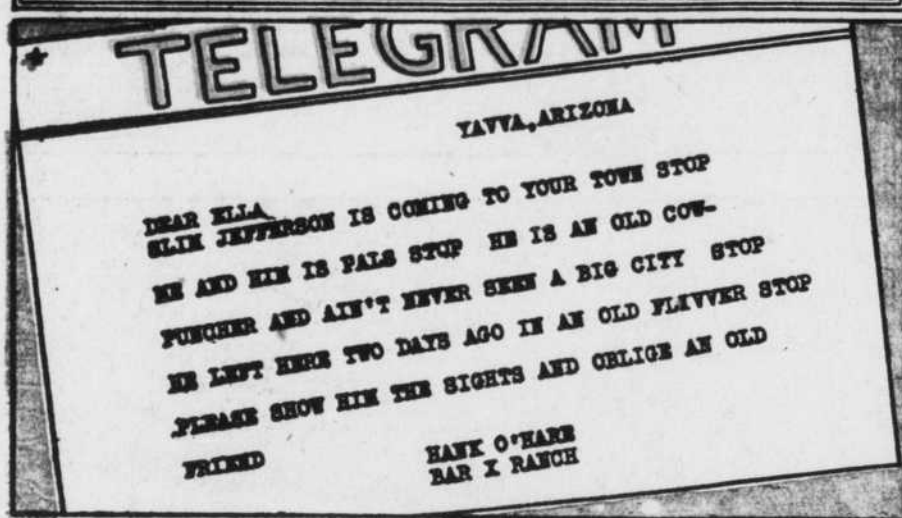 TELEGRAM
YAVVA, ARIZONA
DEAR ELLA
SLIM JEFFERSON IS COMING TO YOUR TOWN STOP
ME AND HIM IS PALS STOP HE IS AN OLD COW-
PUNCHER AND AIN'T NEVER SEEN A BIG CITY STOP
HE LEFT HERE TWO DAYS AGO IN AN OLD FLIVVER STOP
PLEASE SHOW HIM THE SIGHTS AND OBLIGE AN OLD
FRIEND
HANK O'HARE
BAR X RANCH